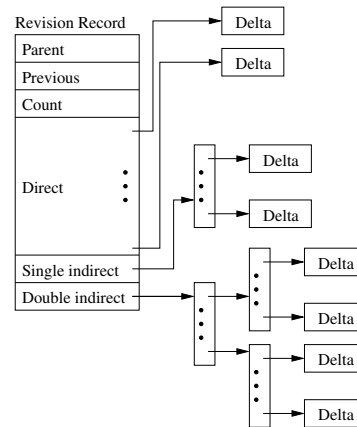 Revision Record
Parent
Previous
Count
Direct
Single indirect
Double indirect
Delta
Delta
Delta
Delta
Delta
Delta
Delta
Delta